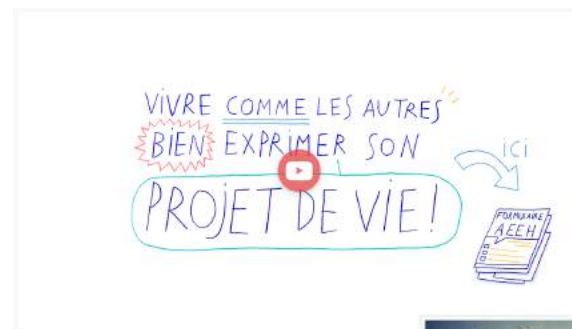 VIVRE COMME LES AUTRES
BIEN EXPRIMER SON
PROJET DE VIE!
ici
FORMULAIRE
AEEH